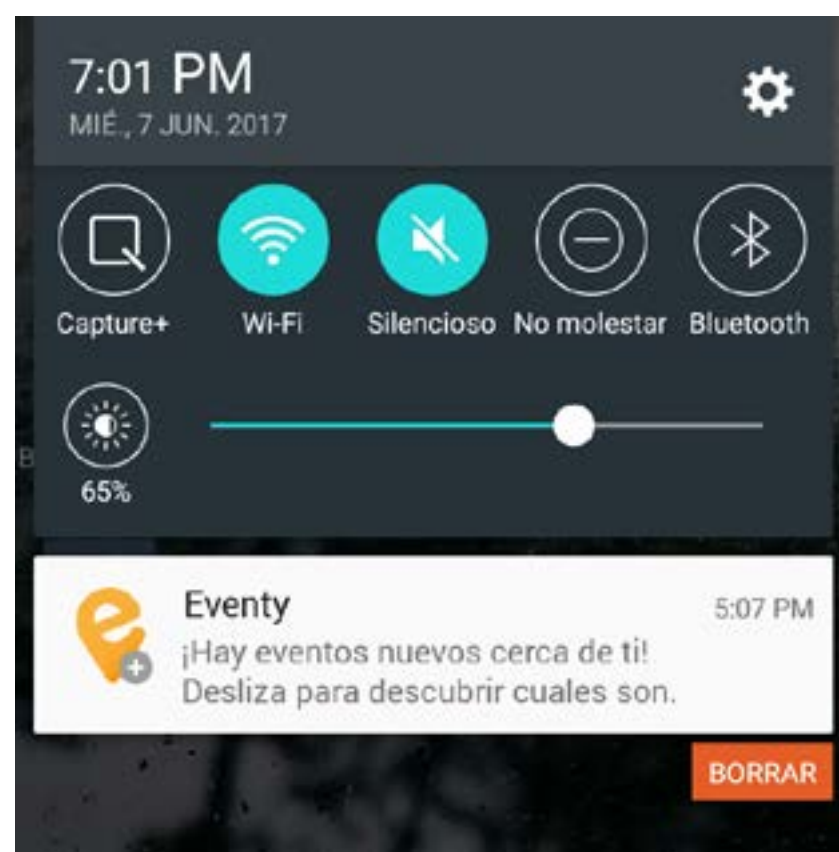 7:01 PM
MIÉ., 7 JUN. 2017
Capture+ Wi-Fi Silencioso No molestar Bluetooth
B
65%
Eventy 5:07 PM
¡Hay eventos nuevos cerca de ti!
Desliza para descubrir cuales son.
BORRAR